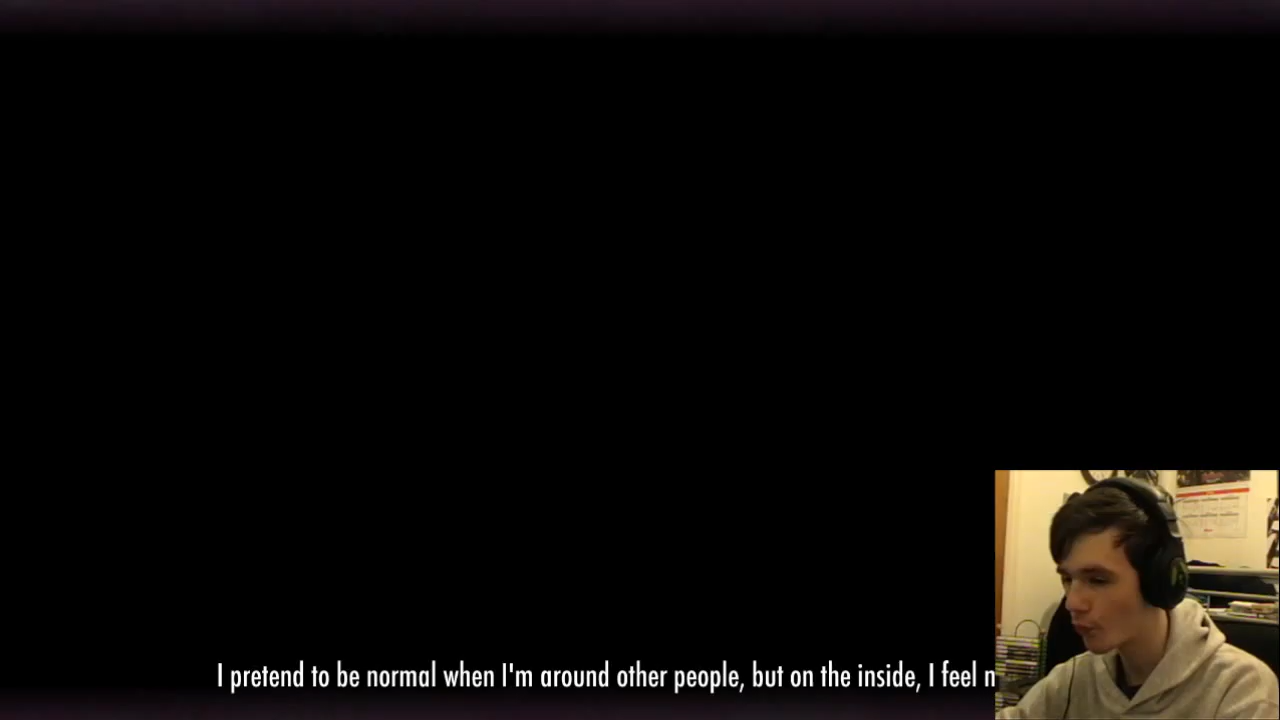 I pretend to be normal when I'm around other people, but on the inside, I feel n